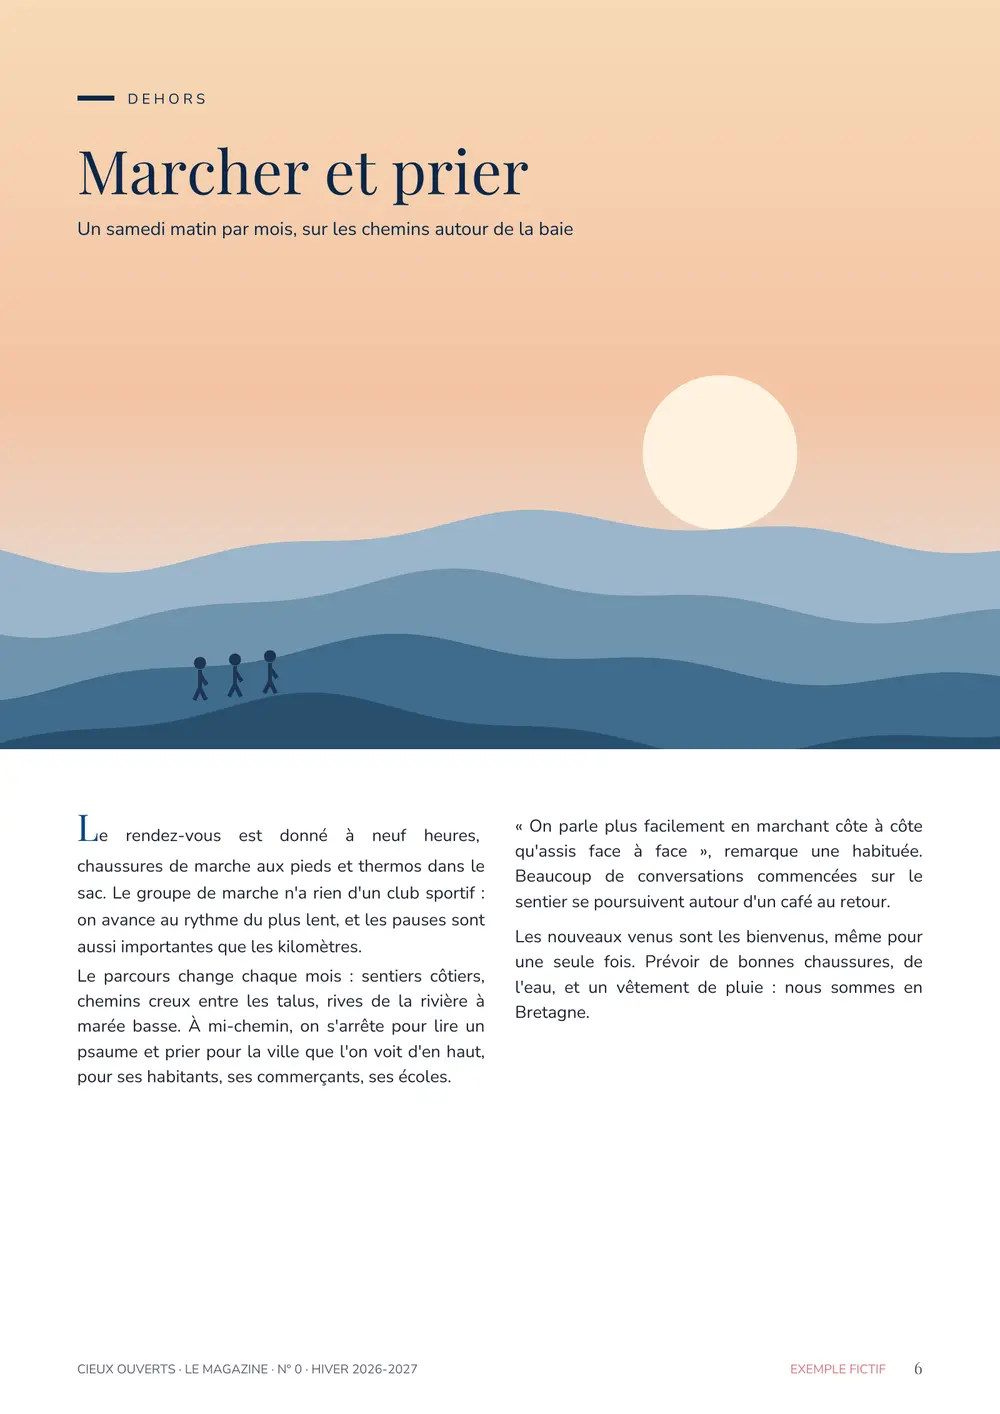 DEHORS
Marcher et prier
Un samedi matin par mois, sur les chemins autour de la baie
Le rendez-vous est donné à neuf heures,
chaussures de marche aux pieds et thermos dans le
sac. Le groupe de marche n'a rien d'un club sportif :
on avance au rythme du plus lent, et les pauses sont
aussi importantes que les kilomètres.
Le parcours change chaque mois : sentiers côtiers,
chemins creux entre les talus, rives de la rivière à
marée basse. À mi-chemin, on s'arrête pour lire un
psaume et prier pour la ville que l'on voit d'en haut,
pour ses habitants, ses commerçants, ses écoles.
« On parle plus facilement en marchant côte à côte
qu'assis face à face », remarque une habituée.
Beaucoup de conversations commencées sur le
sentier se poursuivent autour d'un café au retour.
Les nouveaux venus sont les bienvenus, même pour
une seule fois. Prévoir de bonnes chaussures, de
l'eau, et un vêtement de pluie : nous sommes en
Bretagne.
CIEUX OUVERTS · LE MAGAZINE · N° 0 · HIVER 2026-2027
EXEMPLE FICTIF 6